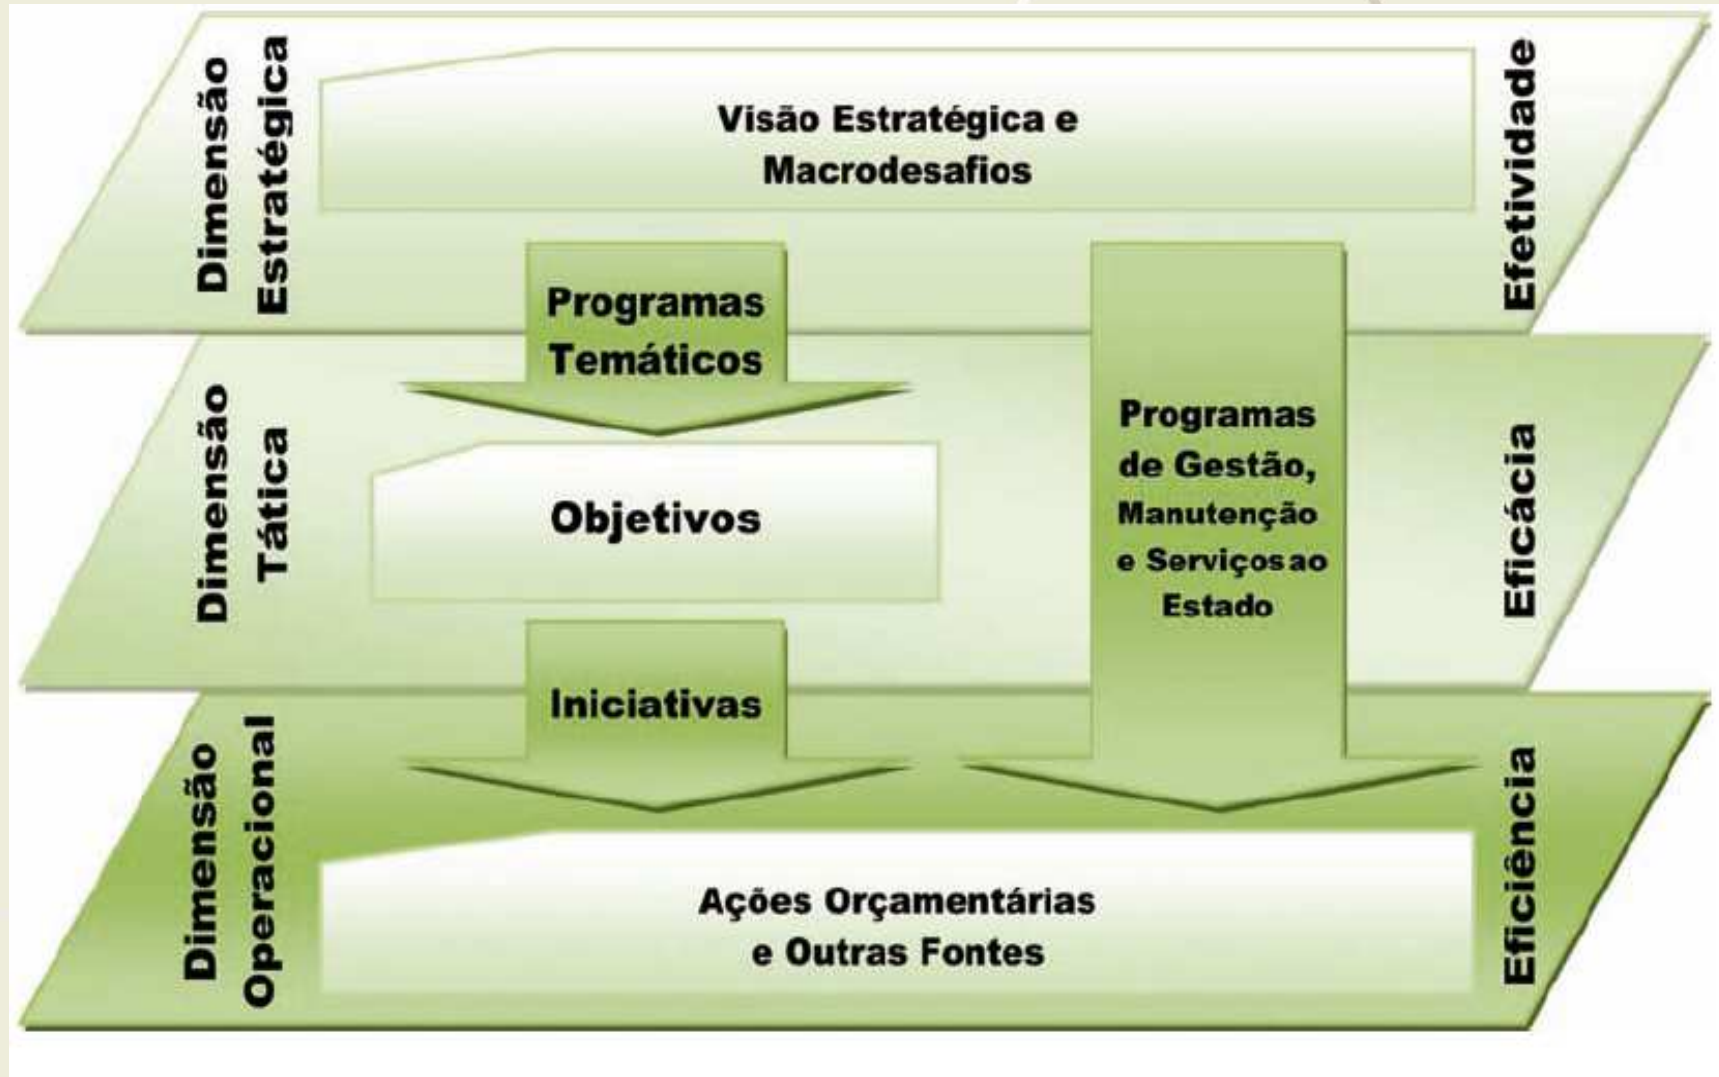 Dimensão
Estratégica
Visão Estratégica e
Macrodesafios
Efetividade
Programas
Temáticos
Dimensão
Tática
Objetivos
Programas
de Gestão,
Manutenção
e Serviços ao
Estado
Eficácia
Iniciativas
Dimensão
Operacional
Ações Orçamentárias
e Outras Fontes
Eficiência